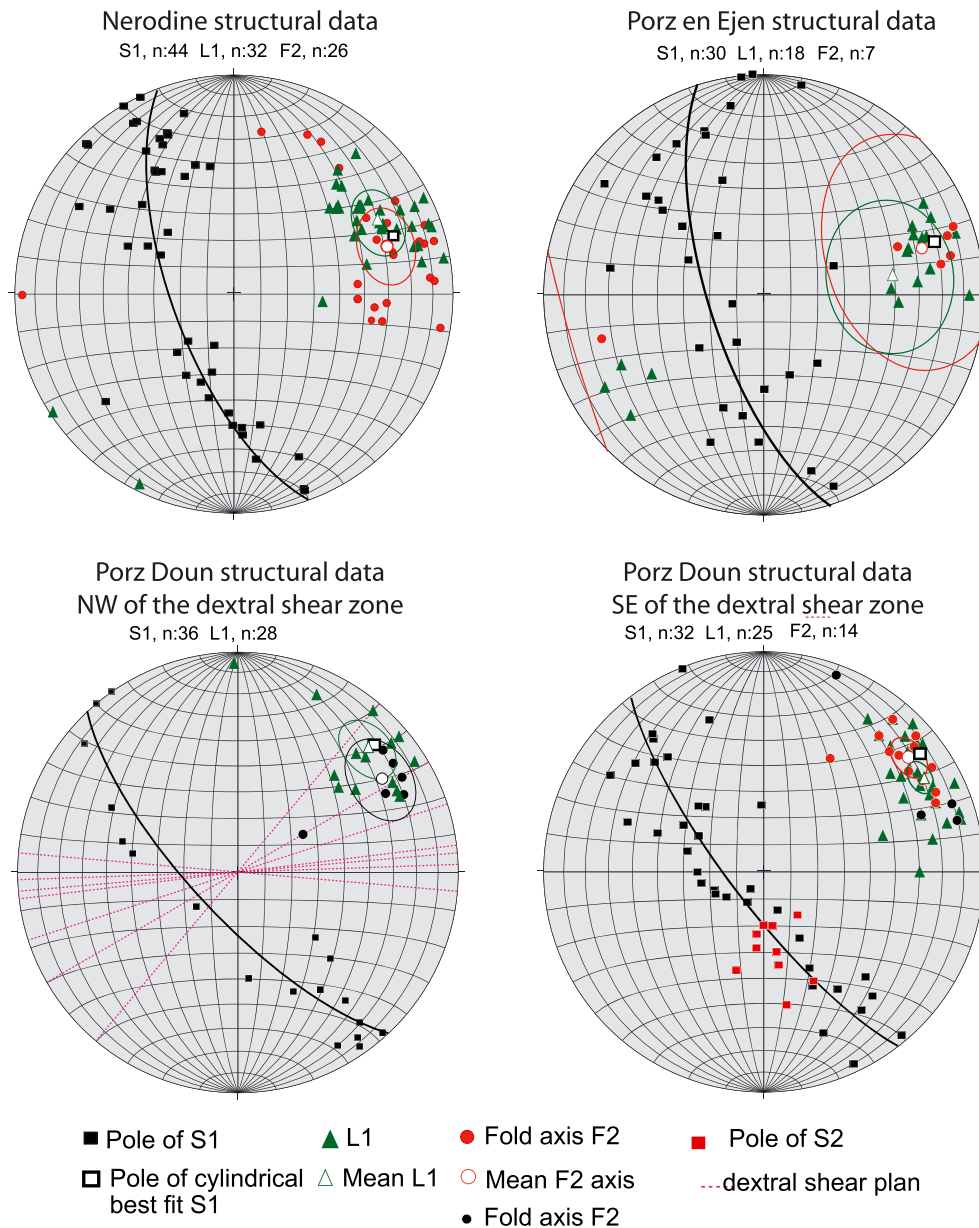 Nerodine structural data
S1, n:44 L1, n:32 F2, n:26
Porz en Ejen structural data
S1, n:30 L1, n:18 F2, n:7
Porz Doun structural data
NW of the dextral shear zone
S1, n:36 L1, n:28
Porz Doun structural data
SE of the dextral shear zone
S1, n:32 L1, n:25 F2, n:14
Pole of S1
L1
Fold axis F2
Pole of S2
Pole of cylindrical
best fit S1
Mean L1
Mean F2 axis
dextral shear plan
Fold axis F2